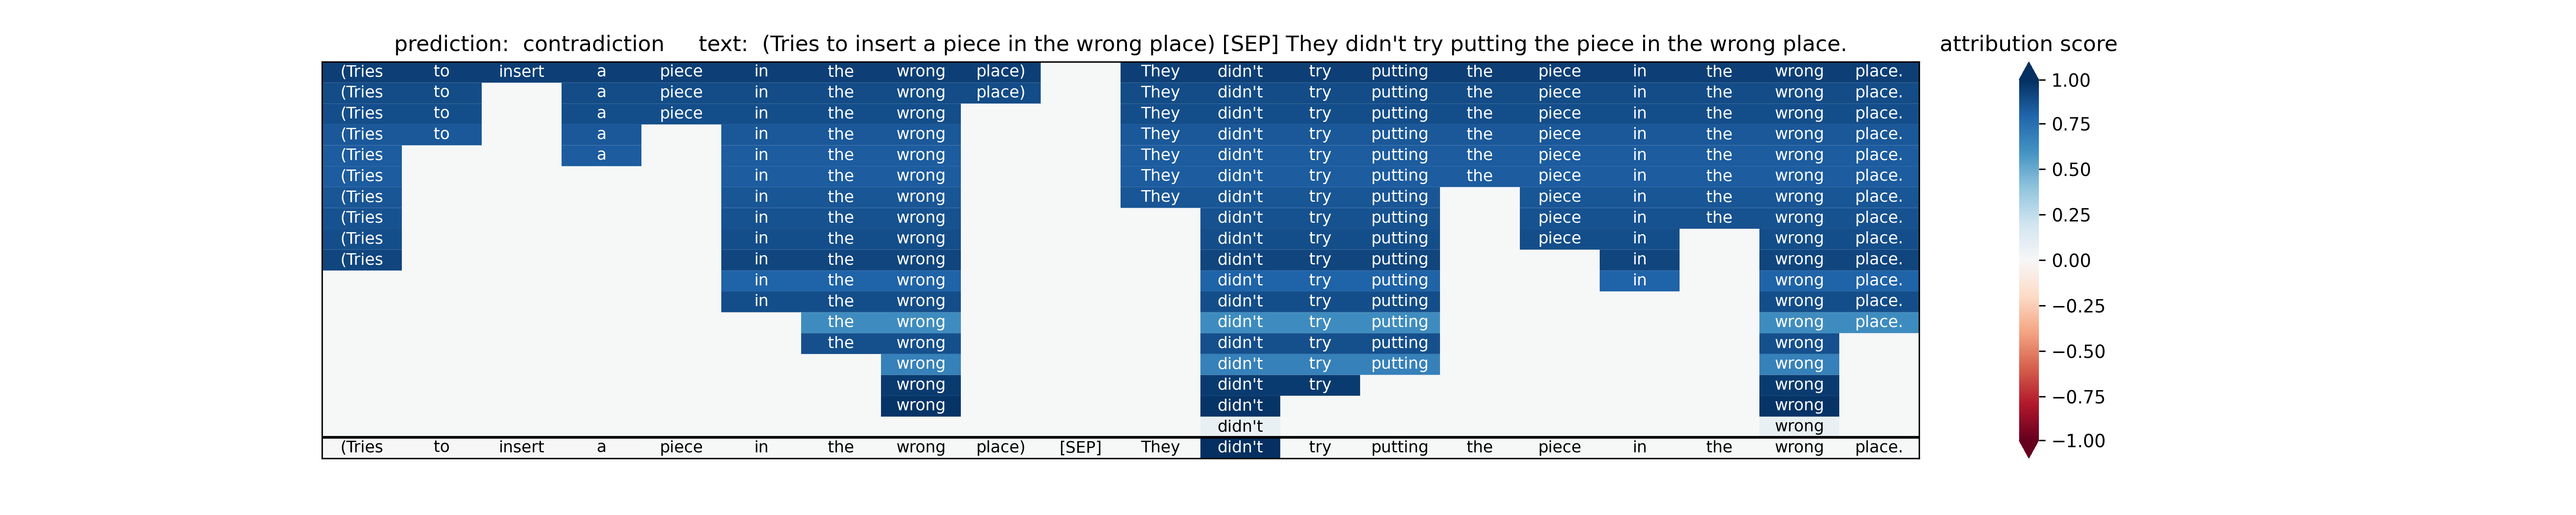 prediction:  contradiction     text:  (Tries to insert a piece in the wrong place) [SEP] They didn't try putting the piece in the wrong place.
attribution score
(Tries to insert a piece in the wrong place) They didn't try putting the piece in the wrong place.
(Tries to a piece in the wrong place) They didn't try putting the piece in the wrong place.
(Tries to a piece in the wrong They didn't try putting the piece in the wrong place.
(Tries to a in the wrong They didn't try putting the piece in the wrong place.
(Tries a in the wrong They didn't try putting the piece in the wrong place.
(Tries in the wrong They didn't try putting the piece in the wrong place.
(Tries in the wrong They didn't try putting piece in the wrong place.
(Tries in the wrong didn't try putting piece in the wrong place.
(Tries in the wrong didn't try putting piece in wrong place.
(Tries in the wrong didn't try putting in wrong place.
in the wrong didn't try putting in wrong place.
in the wrong didn't try putting wrong place.
the wrong didn't try putting wrong place.
the wrong didn't try putting wrong
wrong didn't try putting wrong
wrong didn't try wrong
wrong didn't wrong
didn't wrong
(Tries to insert a piece in the wrong place) [SEP] They didn't try putting the piece in the wrong place.
1.00
0.75
0.50
0.25
0.00
−0.25
−0.50
−0.75
−1.00